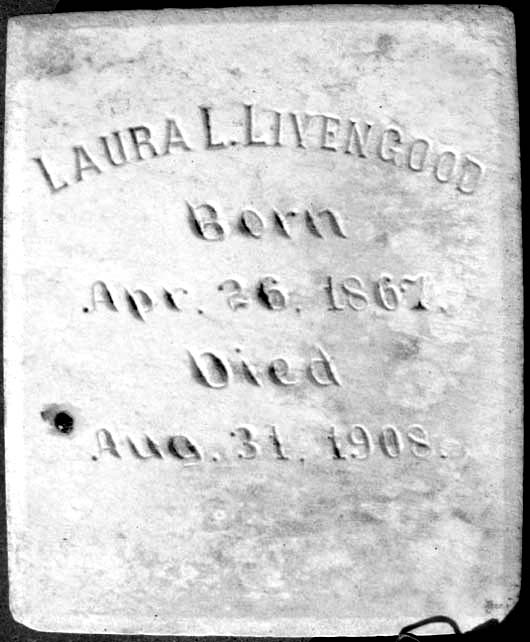 LAURA L. LIVENGOOD
Born
Apr. 26. 1867.
Died
Aug. 31. 1908.